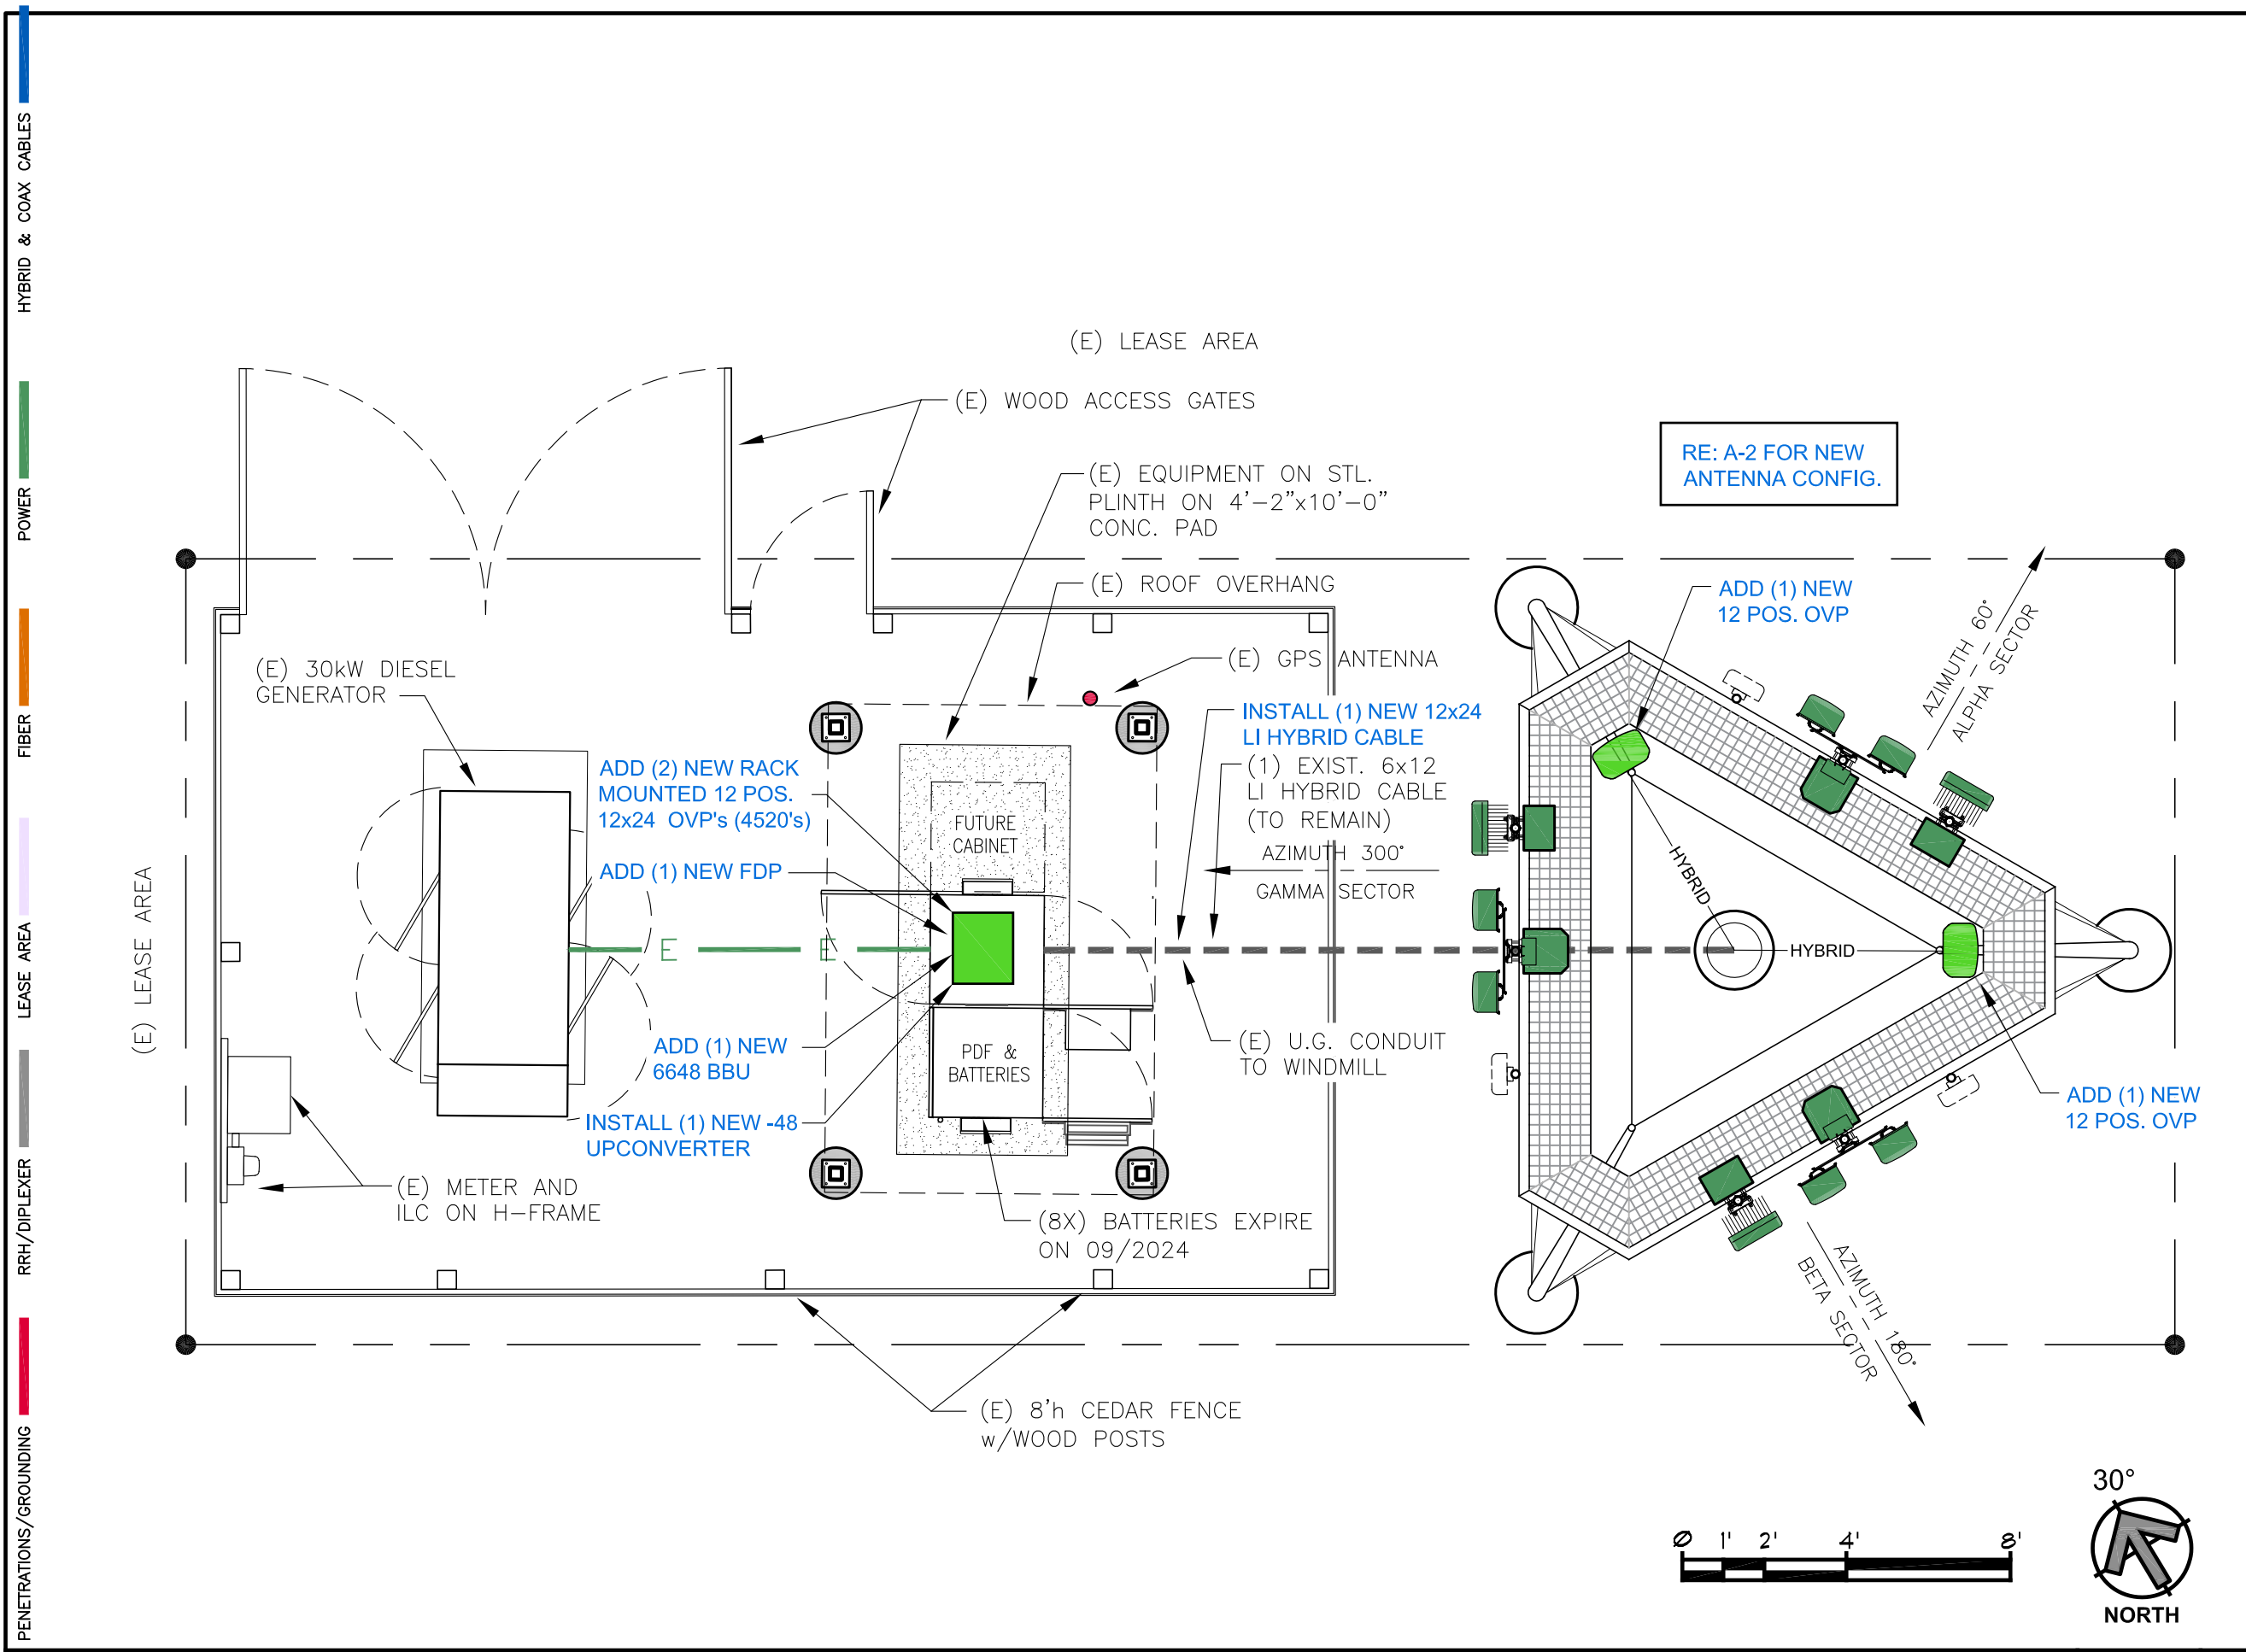 HYBRID & COAX CABLES
POWER
FIBER
LEASE AREA
RRH/DIPLEXER
PENETRATIONS/GROUNDING
(E) LEASE AREA
(E) WOOD ACCESS GATES
(E) EQUIPMENT ON STL.
PLINTH ON 4'-2"x10'-0"
CONC. PAD
RE: A-2 FOR NEW
ANTENNA CONFIG.
(E) ROOF OVERHANG
ADD (1) NEW
12 POS. OVP
AZIMUTH 60°
ALPHA SECTOR
(E) GPS ANTENNA
(E) 30kW DIESEL
GENERATOR
INSTALL (1) NEW 12x24
LI HYBRID CABLE
(1) EXIST. 6x12
LI HYBRID CABLE
(TO REMAIN)
ADD (2) NEW RACK
MOUNTED 12 POS.
12x24 OVP's (4520's)
FUTURE
CABINET
AZIMUTH 300°
GAMMA SECTOR
ADD (1) NEW FDP
HYBRID
HYBRID
(E) LEASE AREA
E
E
ADD (1) NEW
6648 BBU
PDF &
BATTERIES
(E) U.G. CONDUIT
TO WINDMILL
ADD (1) NEW
12 POS. OVP
INSTALL (1) NEW -48
UPCONVERTER
(E) METER AND
ILC ON H-FRAME
(8X) BATTERIES EXPIRE
ON 09/2024
AZIMUTH 180°
BETA SECTOR
(E) 8'h CEDAR FENCE
w/WOOD POSTS
30°
0 1' 2' 4' 8'
NORTH